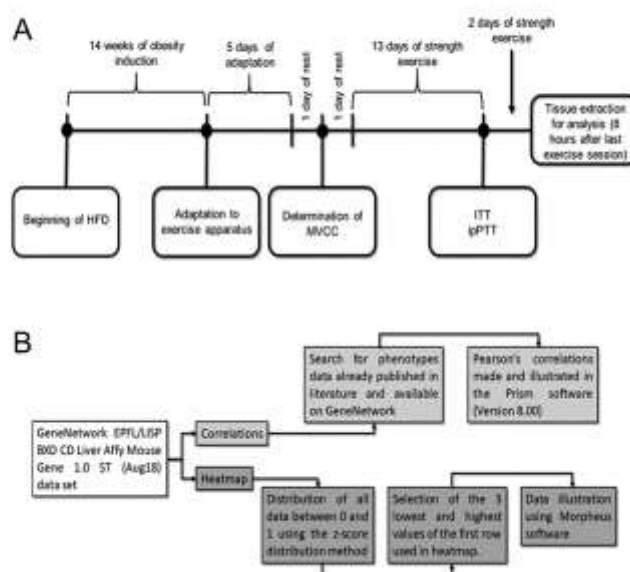 A
14 weeks of obesity
induction
5 days of
adaptation
1 day of rest
1 day of rest
13 days of strength
exercise
2 days of strength
exercise
Tissue extraction
for analysis (8
hours after last
exercise session)
Beginning of HFD
Adaptation to
exercise apparatus
Determination of
MVCC
ITT
ipPTT
B
Search for phenotypes
data already published in
literature and available
on GeneNetwork
Pearson's correlations
made and illustrated in
the Prism software
(Version 8.00)
GeneNetwork EPFL/LISP
BXD CD Liver Affy Mouse
Gene 1.0 ST (Aug18)
data set
Correlations
Heatmap
Distribution of all
data between 0 and
1 using the z-score
distribution method
Selection of the 3
lowest and highest
values of the first row
used in heatmap.
Data illustration
using Morpheus
software